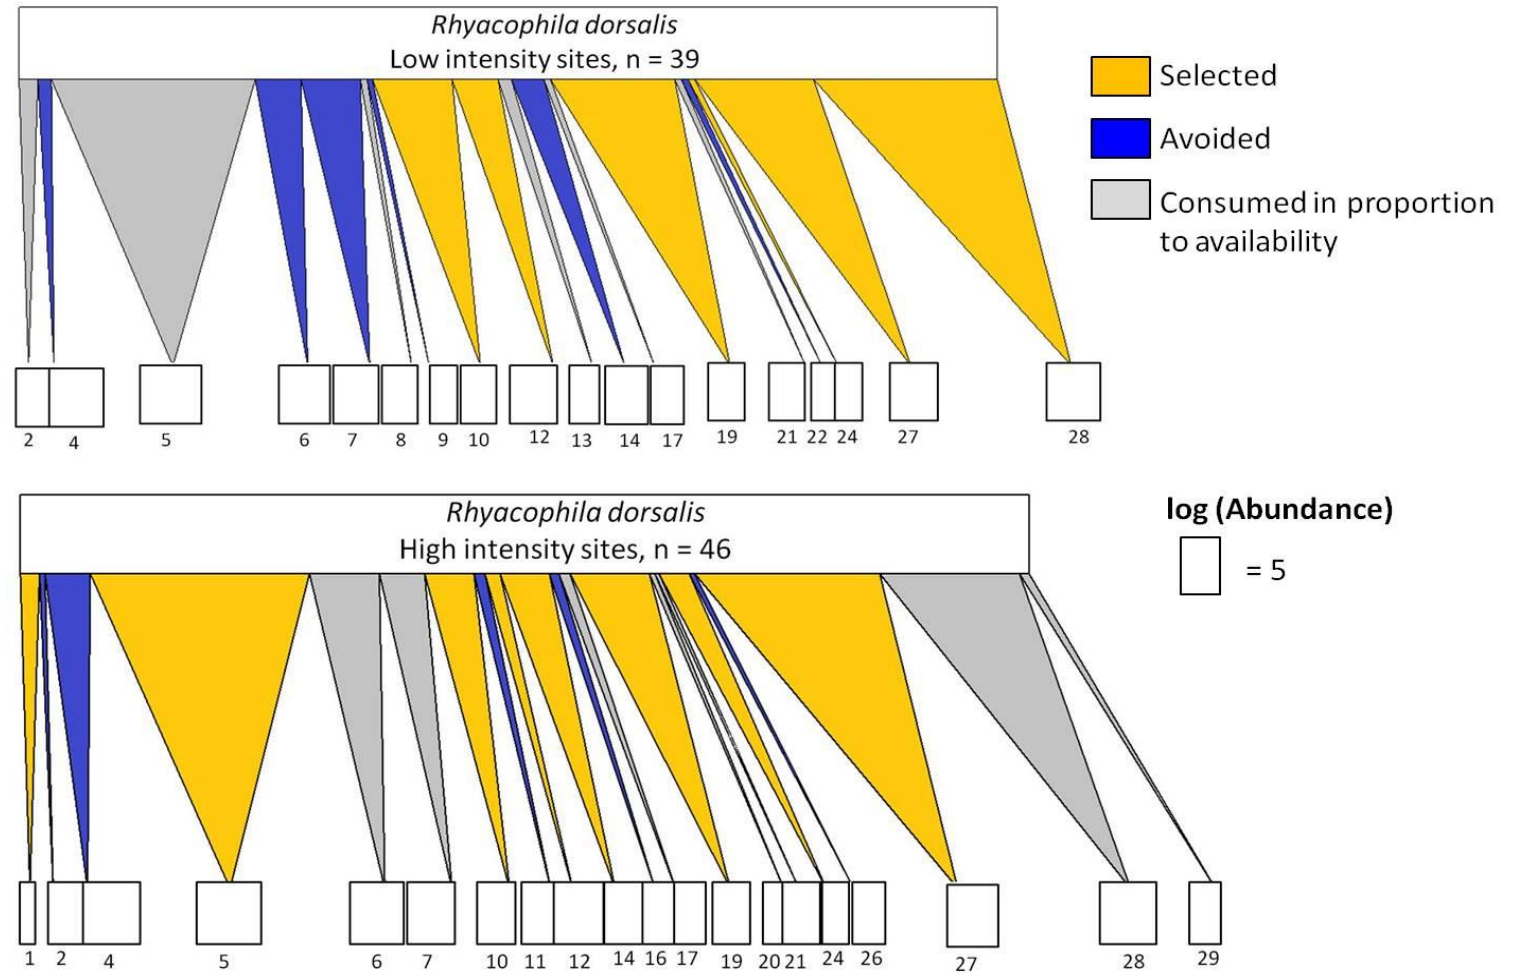 Rhyacophila dorsalis
Low intensity sites, n = 39
Selected
Avoided
Consumed in proportion
to availability
2 4 5 6 7 8 9 10 12 13 14 17 19 21 22 24 27 28
Rhyacophila dorsalis
High intensity sites, n = 46
log (Abundance)
= 5
1 2 4 5 6 7 10 11 12 14 16 17 19 20 21 24 26 27 28 29